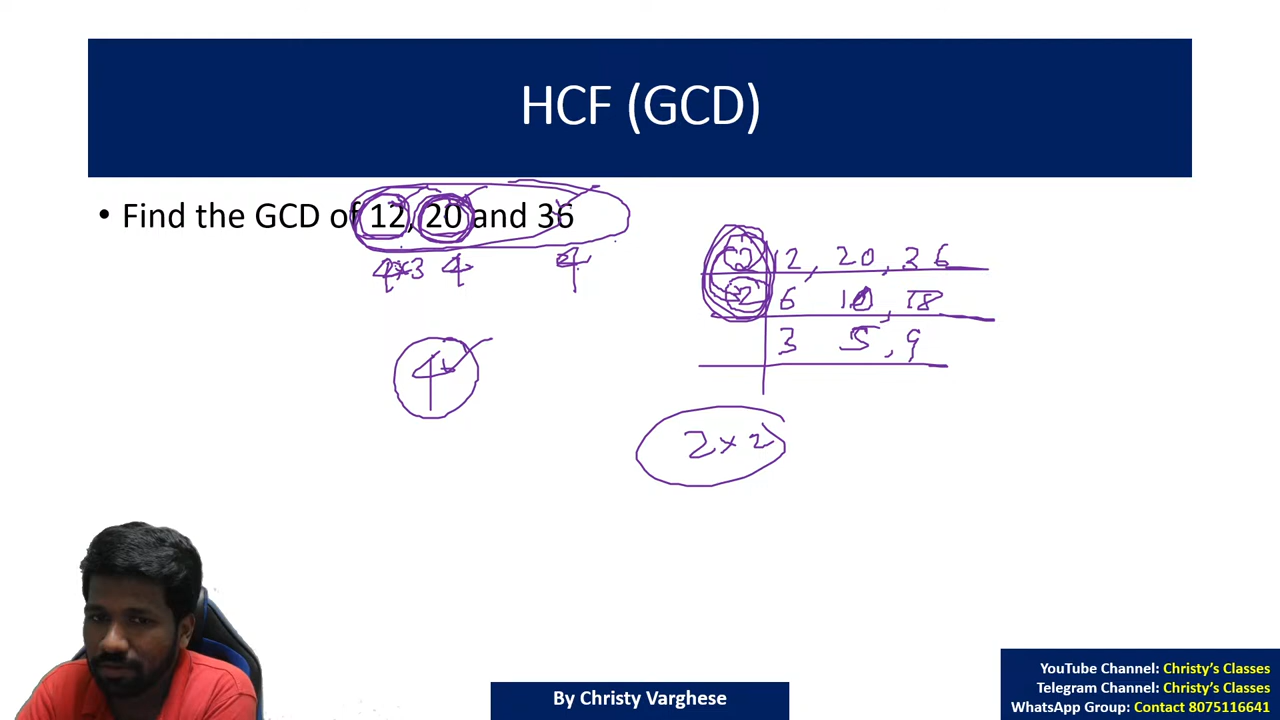 HCF (GCD)
• Find the GCD of 12, 20 and 36
4×3 4 4
2 12, 20, 36
2 6 10, 18
3 5, 9
4
2 × 2
By Christy Varghese
YouTube Channel: Christy's Classes
Telegram Channel: Christy's Classes
WhatsApp Group: Contact 8075116641